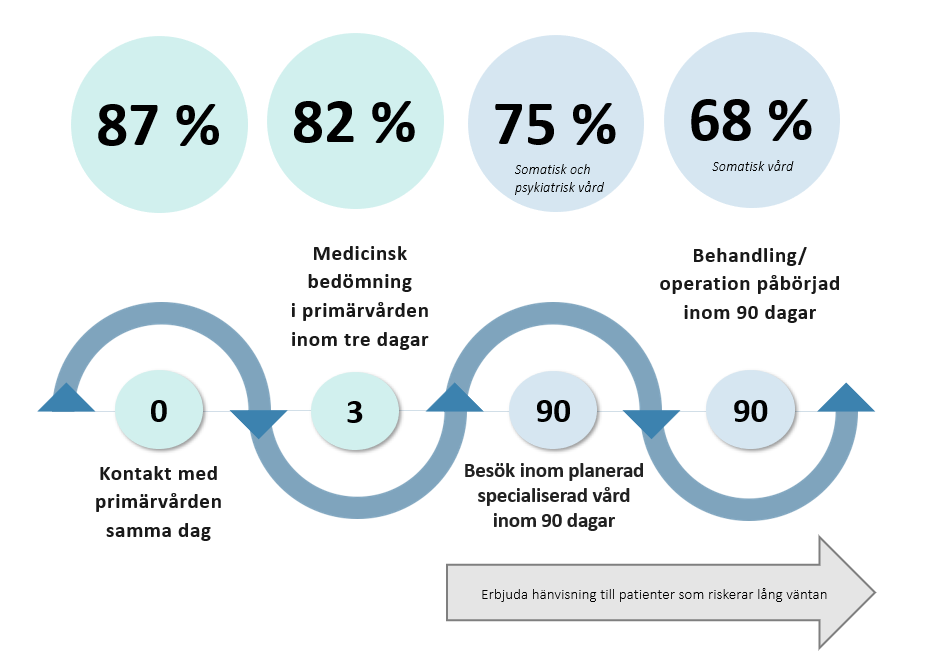 87 %
82 %
75 %
Somatisk och
psykiatrisk vård
68 %
Somatisk vård
Medicinsk
bedömning
i primärvården
inom tre dagar
Behandling/
operation påbörjad
inom 90 dagar
0
3
90
90
Kontakt med
primärvården
samma dag
Besök inom planerad
specialiserad vård
inom 90 dagar
Erbjuda hänvisning till patienter som riskerar lång väntan